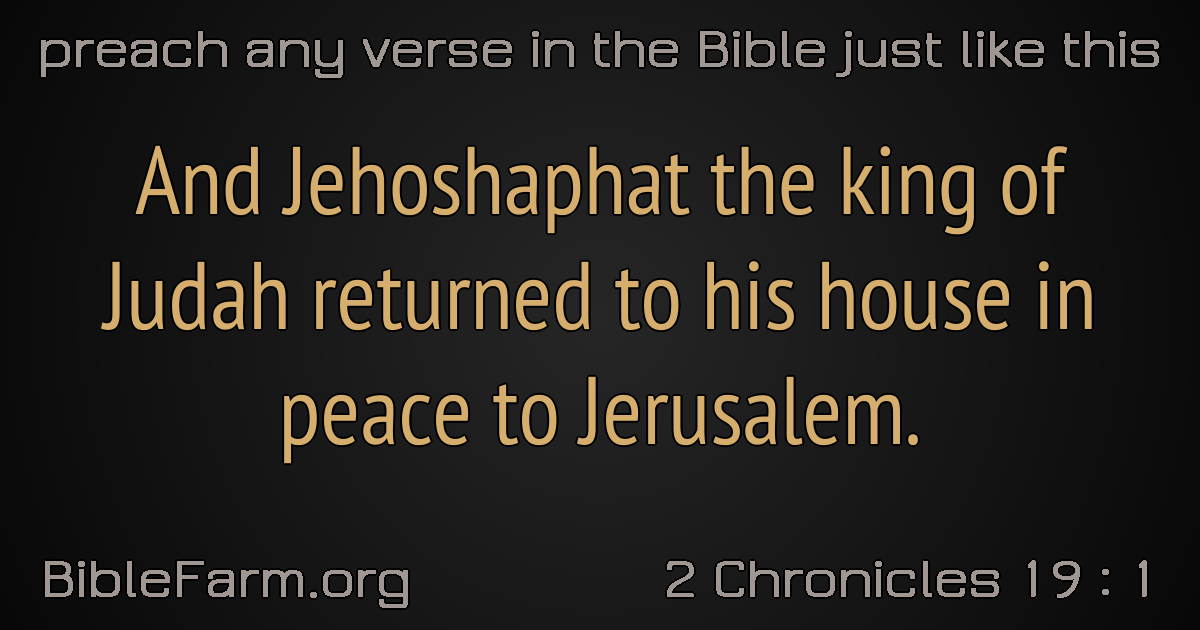 preach any verse in the Bible just like this
And Jehoshaphat the king of
Judah returned to his house in
peace to Jerusalem.
BibleFarm.org
2 Chronicles 19 : 1